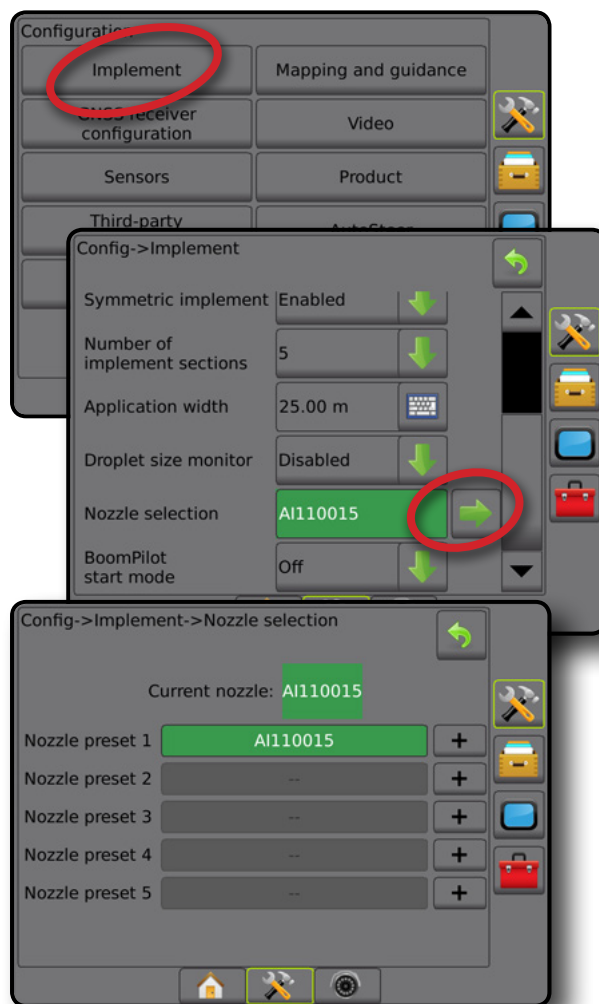 Configuration
Implement
Mapping and guidance
GNSS receiver
configuration
Video
Sensors
Product
Third-party
AutoSteer
Config->Implement
Symmetric implement
Enabled
Number of
implement sections
5
Application width
25.00 m
Droplet size monitor
Disabled
Nozzle selection
AI110015
BoomPilot
start mode
Off
Config->Implement->Nozzle selection
Current nozzle: AI110015
Nozzle preset 1
AI110015
+
Nozzle preset 2
--
+
Nozzle preset 3
--
+
Nozzle preset 4
--
+
Nozzle preset 5
--
+